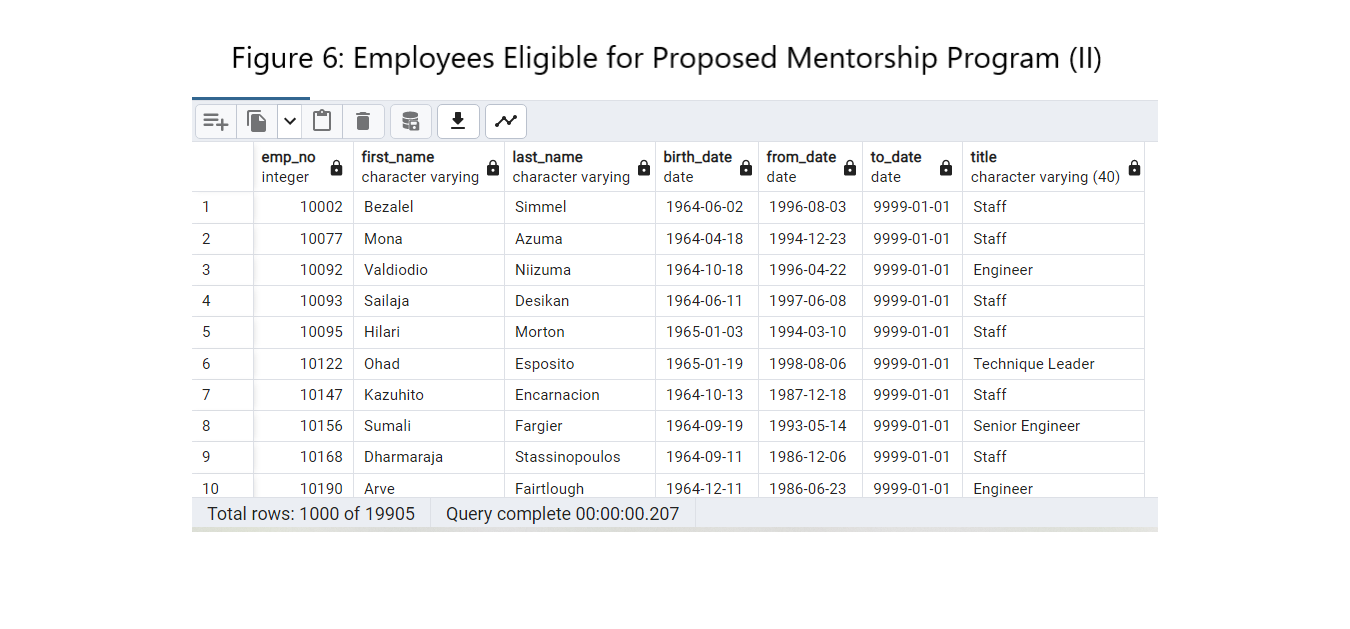 Figure 6: Employees Eligible for Proposed Mentorship Program (II)
emp_no first_name last_name birth_date from_date to_date title
integer character varying character varying date date date character varying (40)
1 10002 Bezalel Simmel 1964-06-02 1996-08-03 9999-01-01 Staff
2 10077 Mona Azuma 1964-04-18 1994-12-23 9999-01-01 Staff
3 10092 Valdiodio Niizuma 1964-10-18 1996-04-22 9999-01-01 Engineer
4 10093 Sailaja Desikan 1964-06-11 1997-06-08 9999-01-01 Staff
5 10095 Hilari Morton 1965-01-03 1994-03-10 9999-01-01 Staff
6 10122 Ohad Esposito 1965-01-19 1998-08-06 9999-01-01 Technique Leader
7 10147 Kazuhito Encarnacion 1964-10-13 1987-12-18 9999-01-01 Staff
8 10156 Sumali Fargier 1964-09-19 1993-05-14 9999-01-01 Senior Engineer
9 10168 Dharmaraja Stassinopoulos 1964-09-11 1986-12-06 9999-01-01 Staff
10 10190 Arve Fairtlough 1964-12-11 1986-06-23 9999-01-01 Engineer
Total rows: 1000 of 19905 Query complete 00:00:00.207